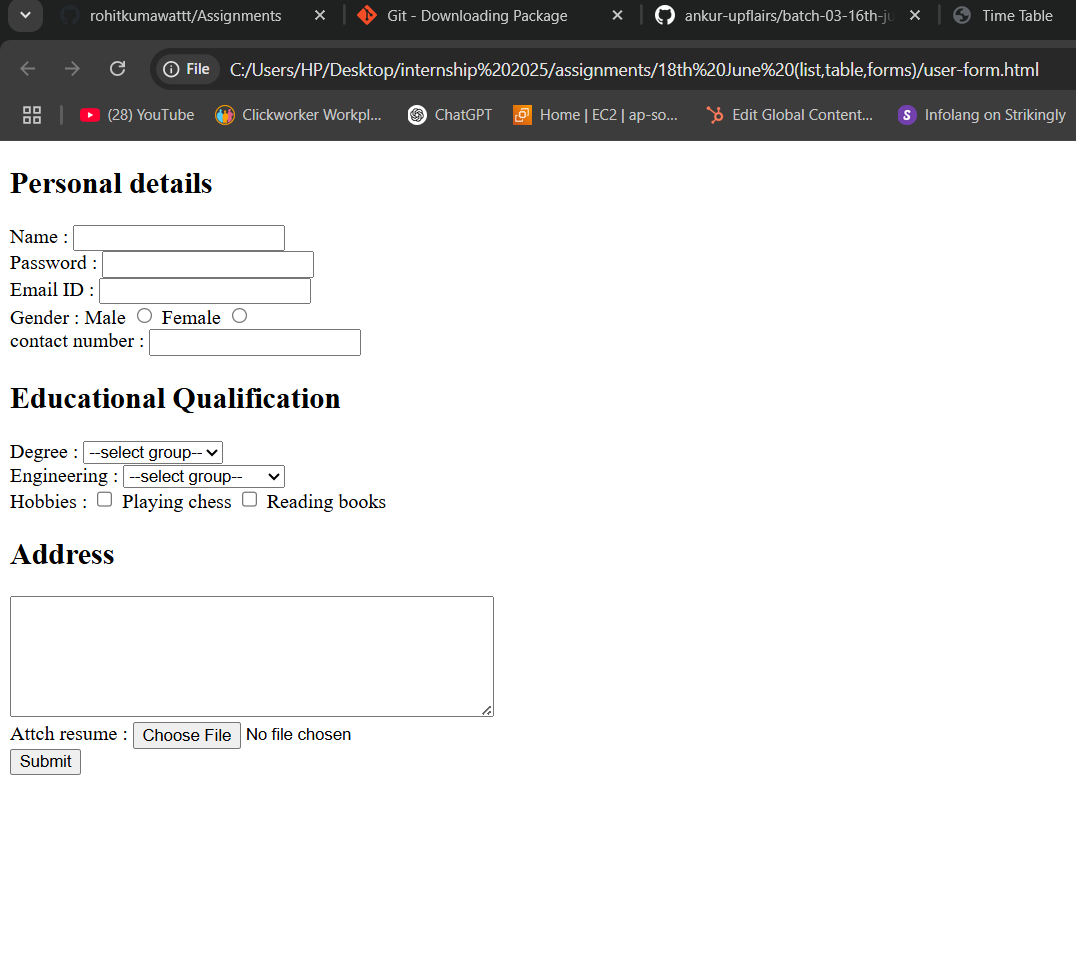 rohitkumawattt/Assignments
Git - Downloading Package
ankur-upflairs/batch-03-16th-ju
Time Table
File C:/Users/HP/Desktop/internship%202025/assignments/18th%20June%20(list,table,forms)/user-form.html
(28) YouTube
Clickworker Workpl...
ChatGPT
Home | EC2 | ap-so...
Edit Global Content...
S Infolang on Strikingly
Personal details
Name :
Password :
Email ID :
Gender : Male Female
contact number :
Educational Qualification
Degree : --select group--
Engineering : --select group--
Hobbies : Playing chess Reading books
Address
Attch resume : Choose File No file chosen
Submit